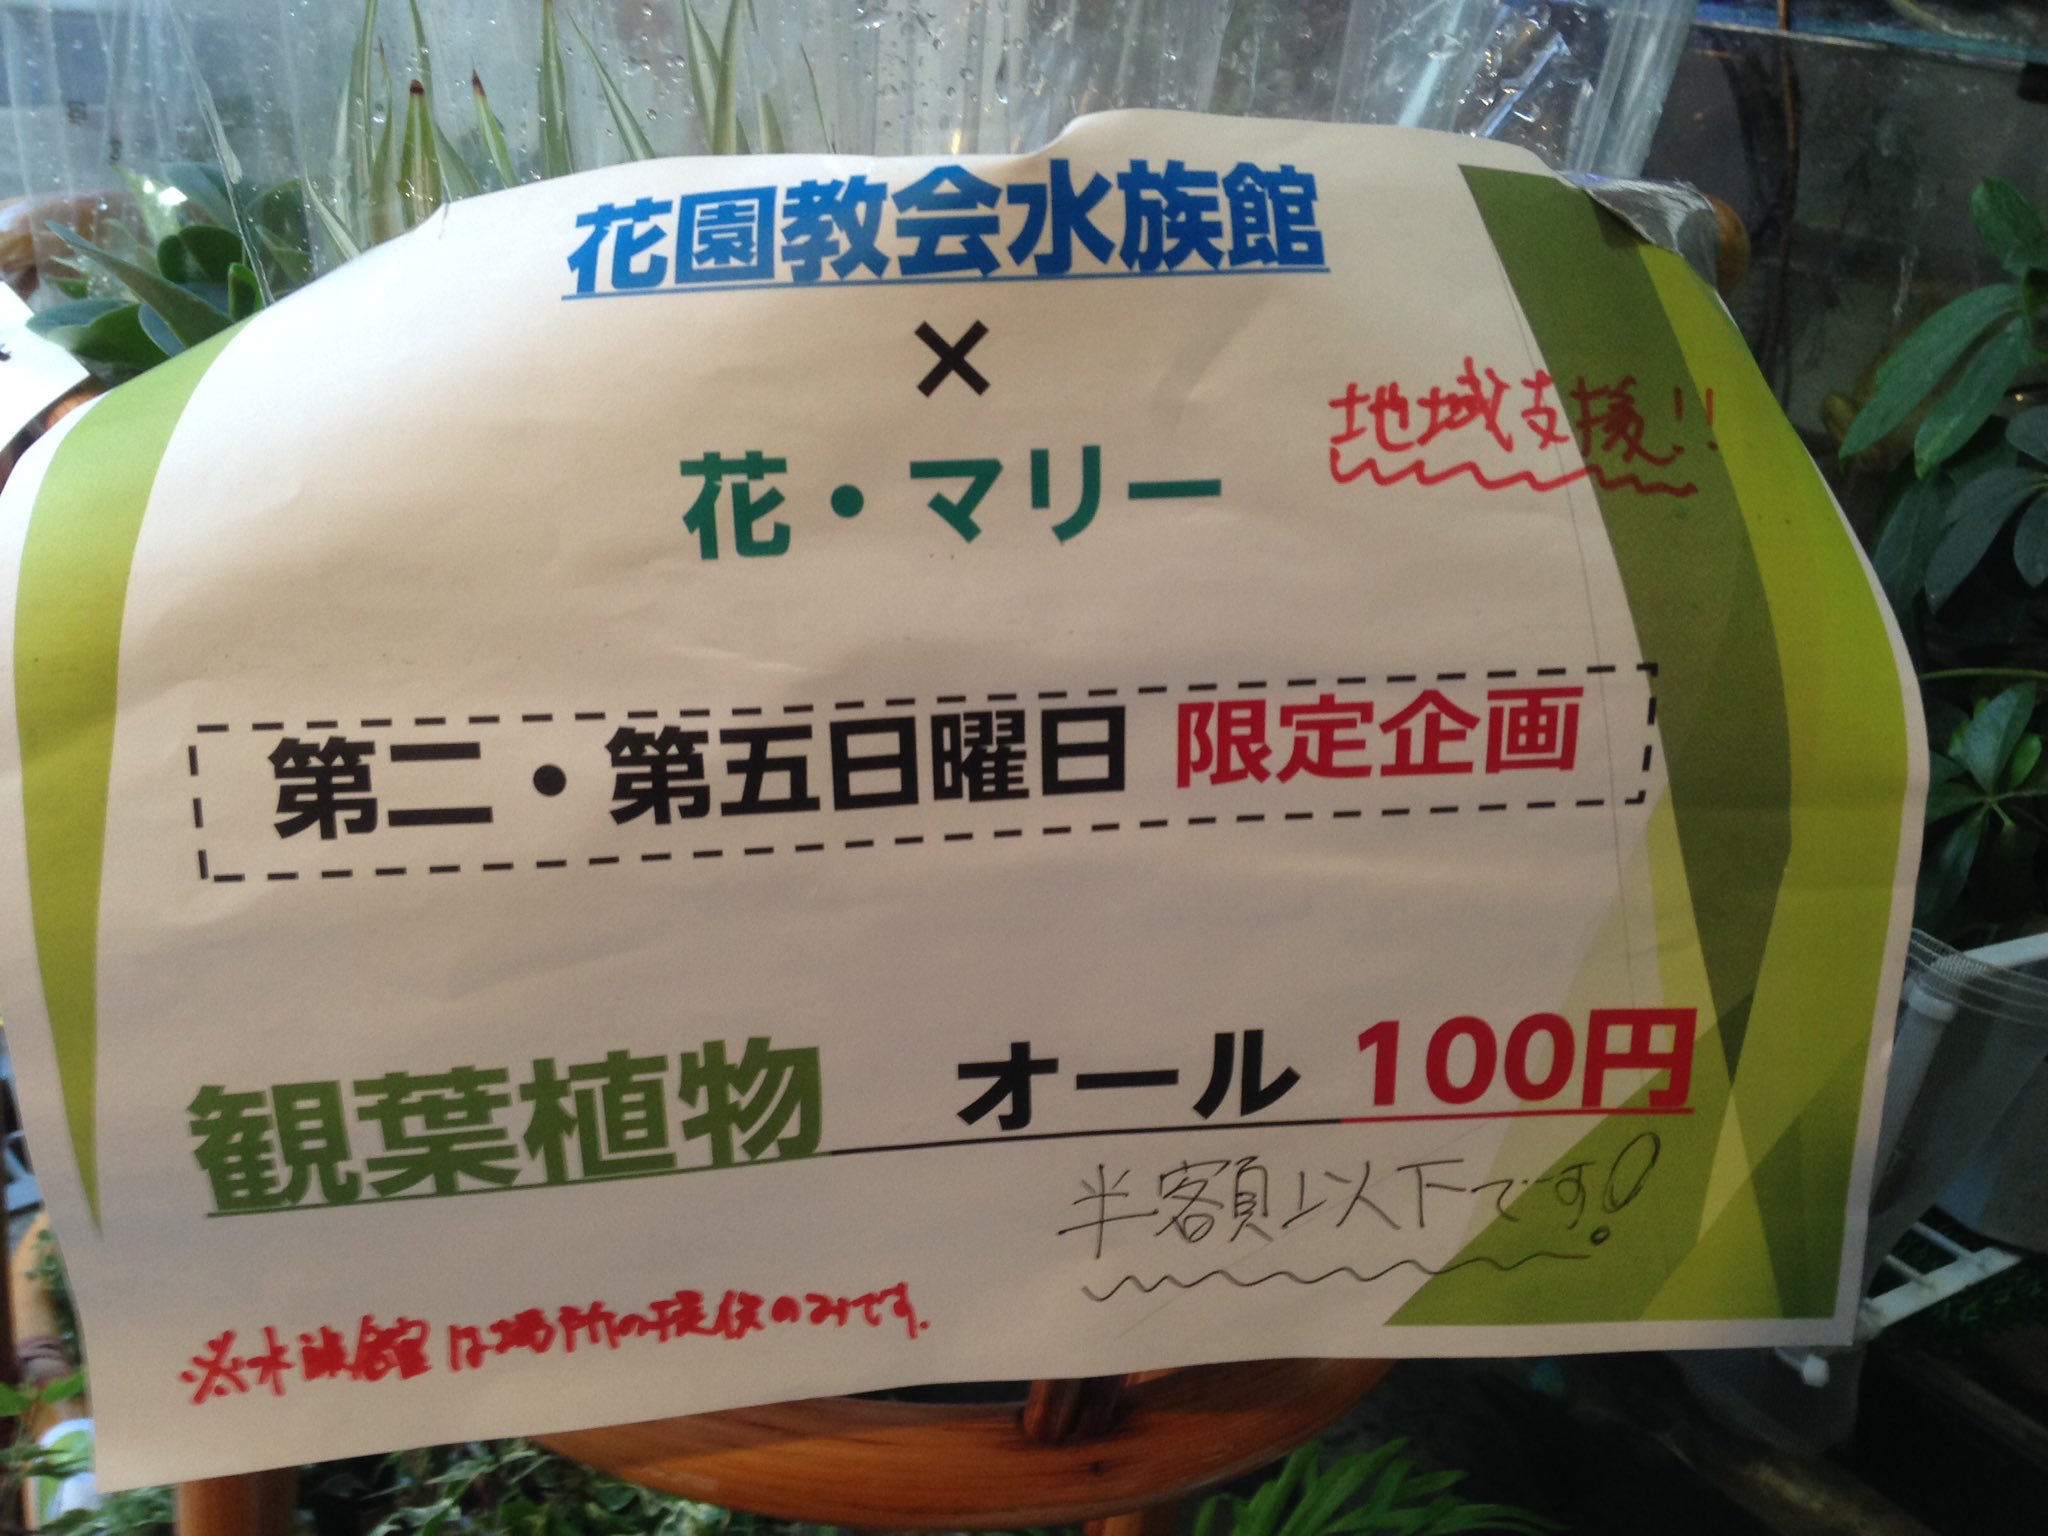 花園教会水族館
×
花・マリー
地域支援!!
第二・第五日曜日 限定企画
観葉植物 オール 100円
半額以下です!
※水族館は場所の提供のみです.